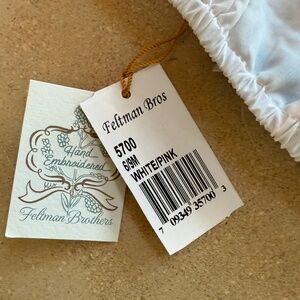 Hand
Embroidered
Feltman Brothers
Feltman Bros
5700
6/9M
WHITE/PINK
7 09349 35700 3